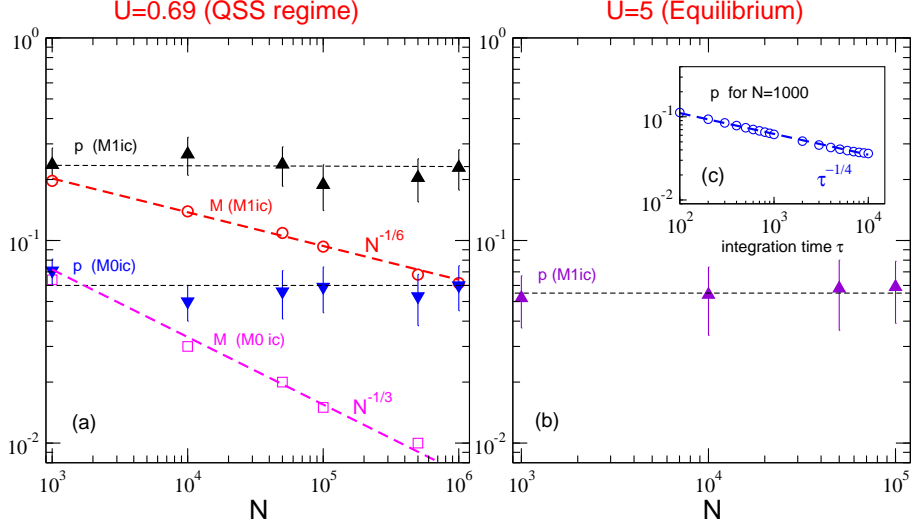 U=0.69 (QSS regime)
U=5 (Equilibrium)
10^0
p (M1ic)
M (M1ic)
N^-1/6
10^-1
p (M0ic)
M (M0 ic)
N^-1/3
(a)
10^-2
10^3
10^4
10^5
10^6
N
10^0
p for N=1000
10^-1
(c)
τ^-1/4
10^-2
10^2
10^3
10^4
integration time τ
10^-1
p (M1ic)
(b)
10^-2
10^3
10^4
10^5
N